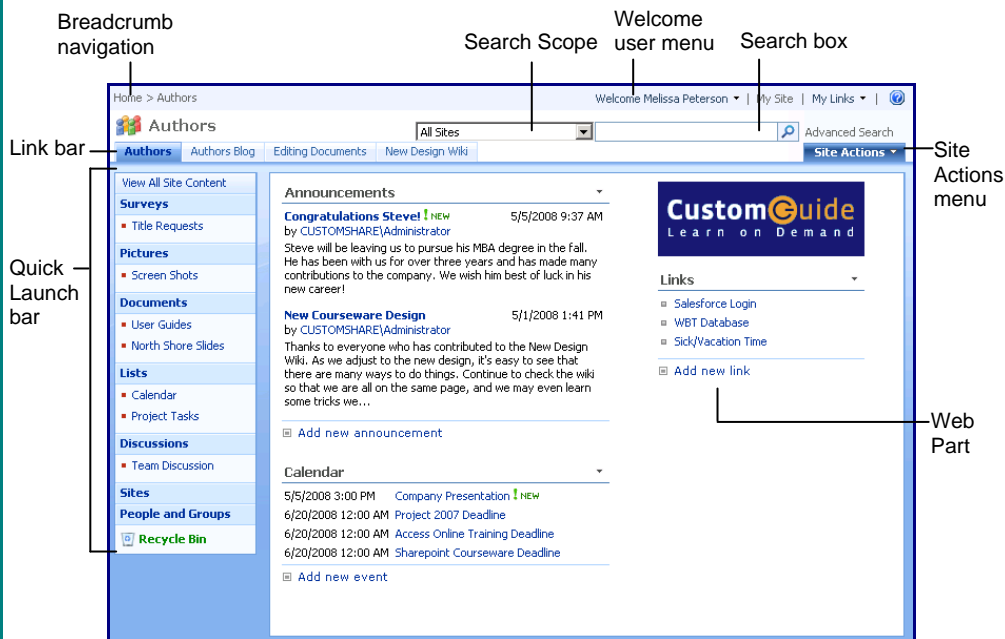 Breadcrumb
navigation
Search Scope
Welcome
user menu
Search box
Home > Authors
Welcome Melissa Peterson | My Site | My Links |
Authors
All Sites
Advanced Search
Link bar
Authors Authors Blog Editing Documents New Design Wiki
Site Actions
Site
Actions
menu
Quick
Launch
bar
View All Site Content
Surveys
Title Requests
Pictures
Screen Shots
Documents
User Guides
North Shore Slides
Lists
Calendar
Project Tasks
Discussions
Team Discussion
Sites
People and Groups
Recycle Bin
Announcements
Congratulations Steve! ! NEW 5/5/2008 9:37 AM
by CUSTOMSHARE\Administrator
Steve will be leaving us to pursue his MBA degree in the fall.
He has been with us for over three years and has made many
contributions to the company. We wish him best of luck in his
new career!
New Courseware Design 5/1/2008 1:41 PM
by CUSTOMSHARE\Administrator
Thanks to everyone who has contributed to the New Design
Wiki. As we adjust to the new design, it's easy to see that
there are many ways to do things. Continue to check the wiki
so that we are all on the same page, and we may even learn
some tricks we...
Add new announcement
Calendar
5/5/2008 3:00 PM Company Presentation ! NEW
6/20/2008 12:00 AM Project 2007 Deadline
6/20/2008 12:00 AM Access Online Training Deadline
6/20/2008 12:00 AM Sharepoint Courseware Deadline
Add new event
CustomGuide
Learn on Demand
Links
Salesforce Login
WBT Database
Sick/Vacation Time
Add new link
Web
Part